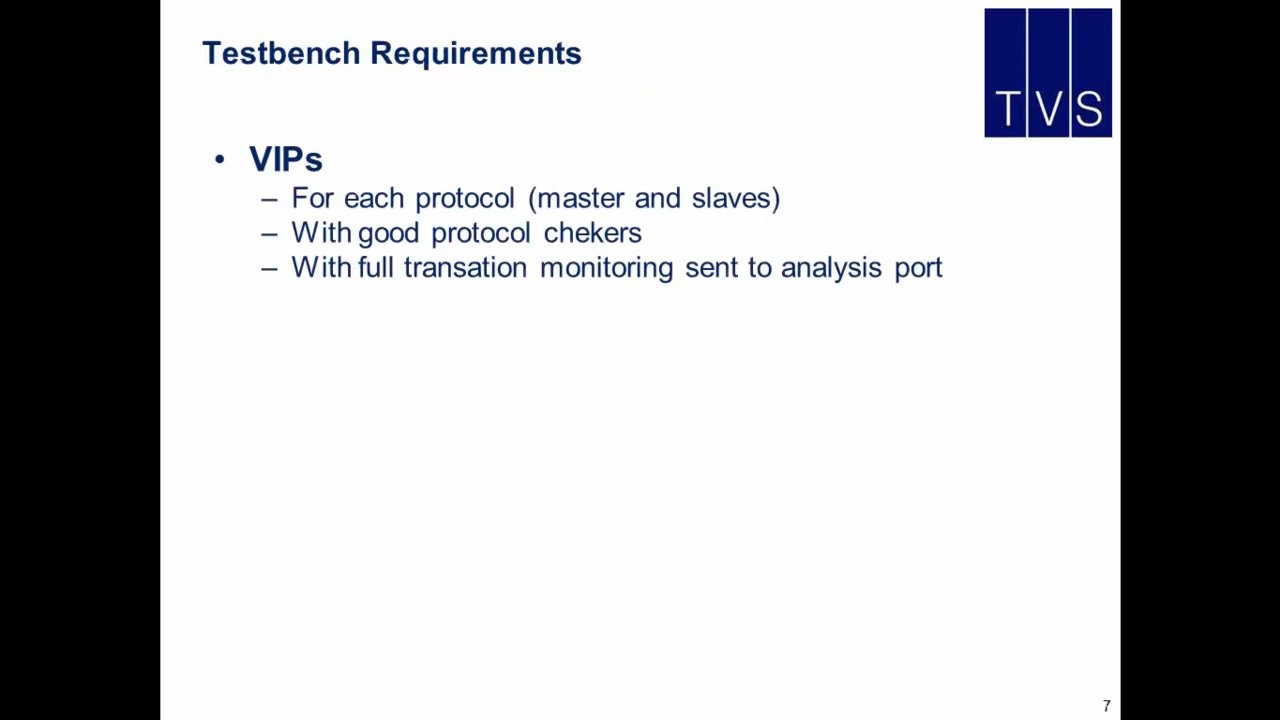 Testbench Requirements
TVS
• VIPs
– For each protocol (master and slaves)
– With good protocol chekers
– With full transation monitoring sent to analysis port
7